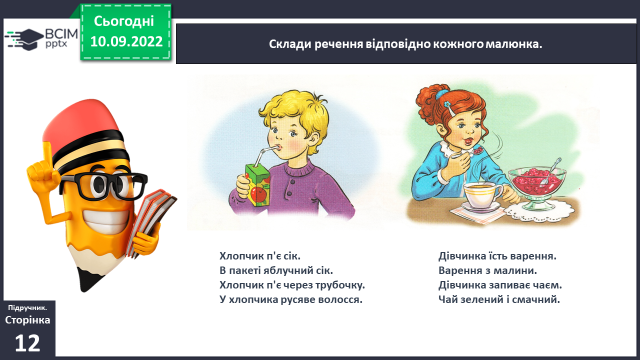 ВСІМ
pptx
Сьогодні
10.09.2022
Склади речення відповідно кожного малюнка.
Хлопчик п'є сік.
В пакеті яблучний сік.
Хлопчик п'є через трубочку.
У хлопчика русяве волосся.
Дівчинка їсть варення.
Варення з малини.
Дівчинка запиває чаєм.
Чай зелений і смачний.
Підручник.
Сторінка
12